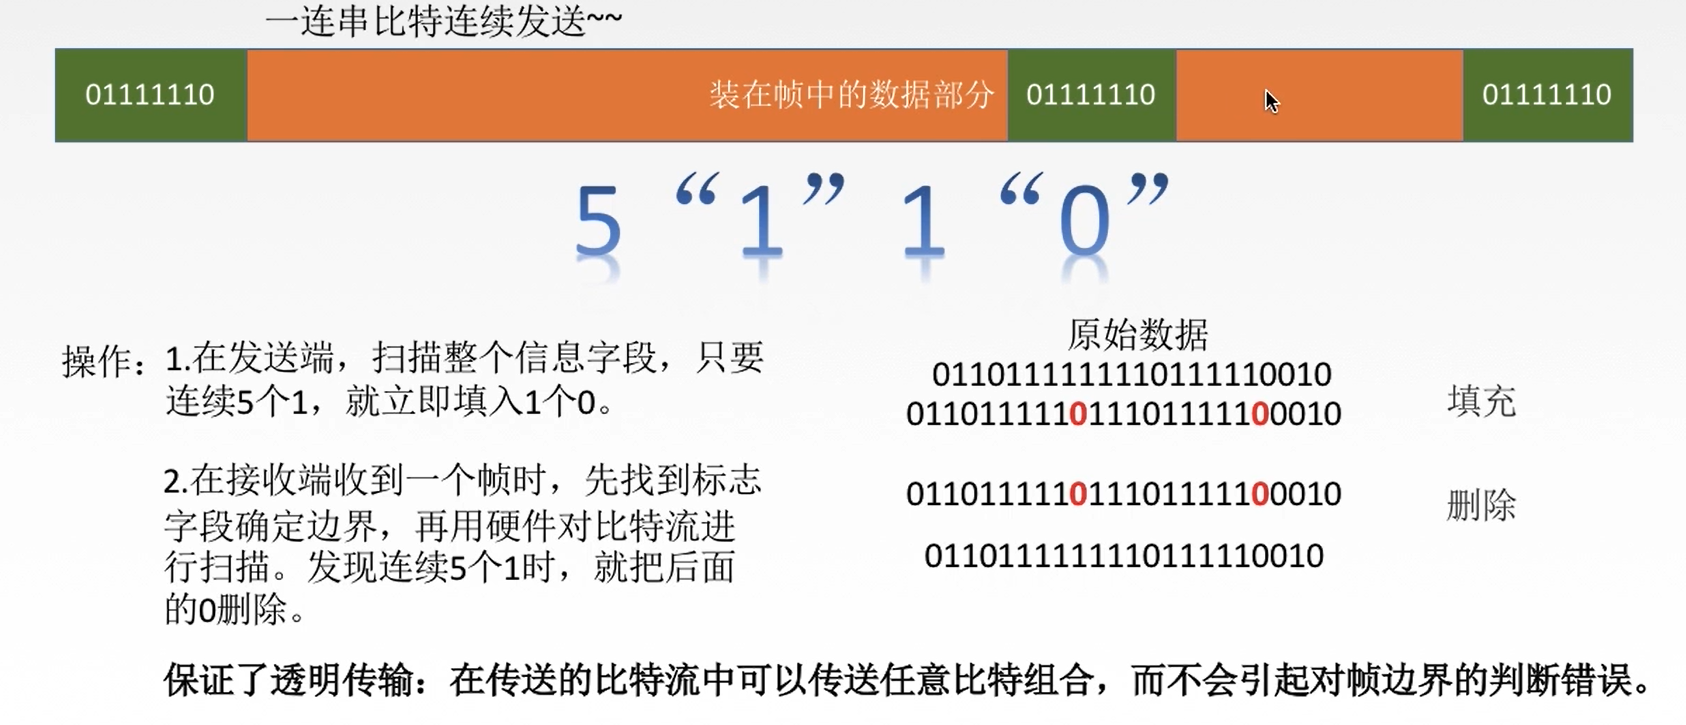 一连串比特连续发送~~
01111110 装在帧中的数据部分 01111110 01111110
5 “1” 1 “0”
操作：1.在发送端，扫描整个信息字段，只要
连续5个1，就立即填入1个0。
2.在接收端收到一个帧时，先找到标志
字段确定边界，再用硬件对比特流进
行扫描。发现连续5个1时，就把后面
的0删除。
原始数据
0110111111110111110010
填充
011011111011101111100010
011011111011101111100010
删除
0110111111110111110010
保证了透明传输：在传送的比特流中可以传送任意比特组合，而不会引起对帧边界的判断错误。